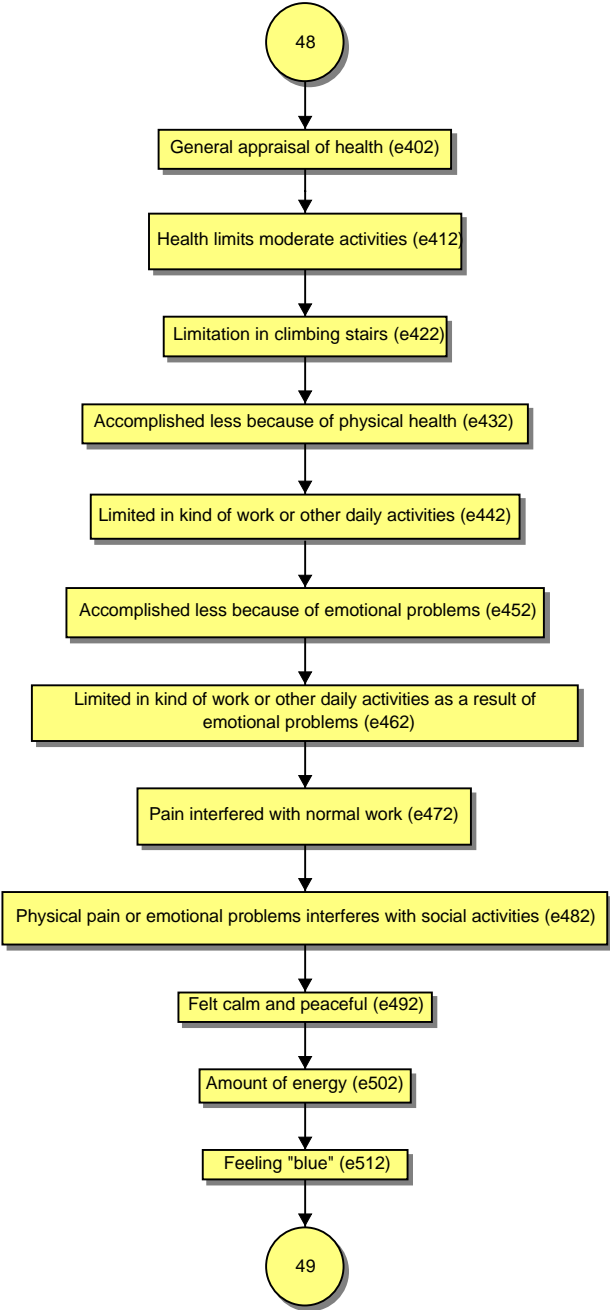 48
General appraisal of health (e402)
Health limits moderate activities (e412)
Limitation in climbing stairs (e422)
Accomplished less because of physical health (e432)
Limited in kind of work or other daily activities (e442)
Accomplished less because of emotional problems (e452)
Limited in kind of work or other daily activities as a result of
emotional problems (e462)
Pain interfered with normal work (e472)
Physical pain or emotional problems interferes with social activities (e482)
Felt calm and peaceful (e492)
Amount of energy (e502)
Feeling "blue" (e512)
49